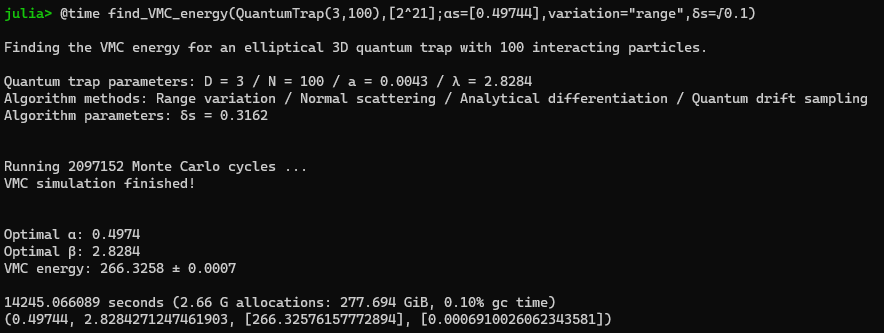 julia> @time find_VMC_energy(QuantumTrap(3,100),[2^21];αs=[0.49744],variation="range",δs=√0.1)
Finding the VMC energy for an elliptical 3D quantum trap with 100 interacting particles.
Quantum trap parameters: D = 3 / N = 100 / a = 0.0043 / λ = 2.8284
Algorithm methods: Range variation / Normal scattering / Analytical differentiation / Quantum drift sampling
Algorithm parameters: δs = 0.3162
Running 2097152 Monte Carlo cycles ...
VMC simulation finished!
Optimal α: 0.4974
Optimal β: 2.8284
VMC energy: 266.3258 ± 0.0007
14245.066089 seconds (2.66 G allocations: 277.694 GiB, 0.10% gc time)
(0.49744, 2.8284271247461903, [266.32576157772894], [0.0006910026062343581])